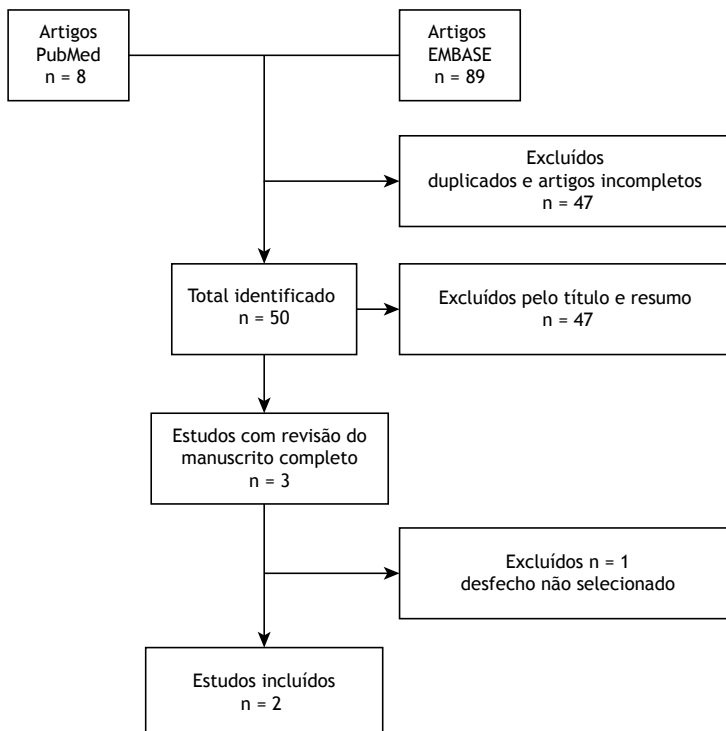 Artigos
PubMed
n = 8
Artigos
EMBASE
n = 89
Excluídos
duplicados e artigos incompletos
n = 47
Total identificado
n = 50
Excluídos pelo título e resumo
n = 47
Estudos com revisão do
manuscrito completo
n = 3
Excluídos n = 1
desfecho não selecionado
Estudos incluídos
n = 2